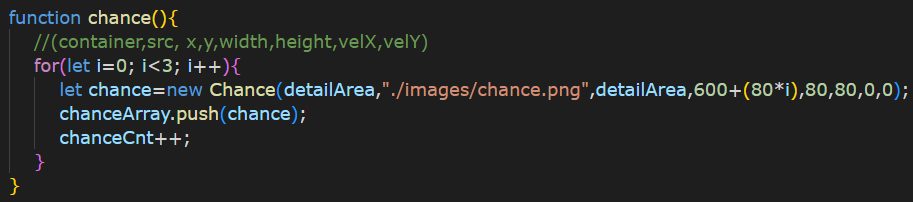 function chance(){
//(container,src, x,y,width,height,velX,velY)
for(let i=0; i<3; i++){
let chance=new Chance(detailArea,"./images/chance.png",detailArea,600+(80*i),80,80,0,0);
chanceArray.push(chance);
chanceCnt++;
}
}